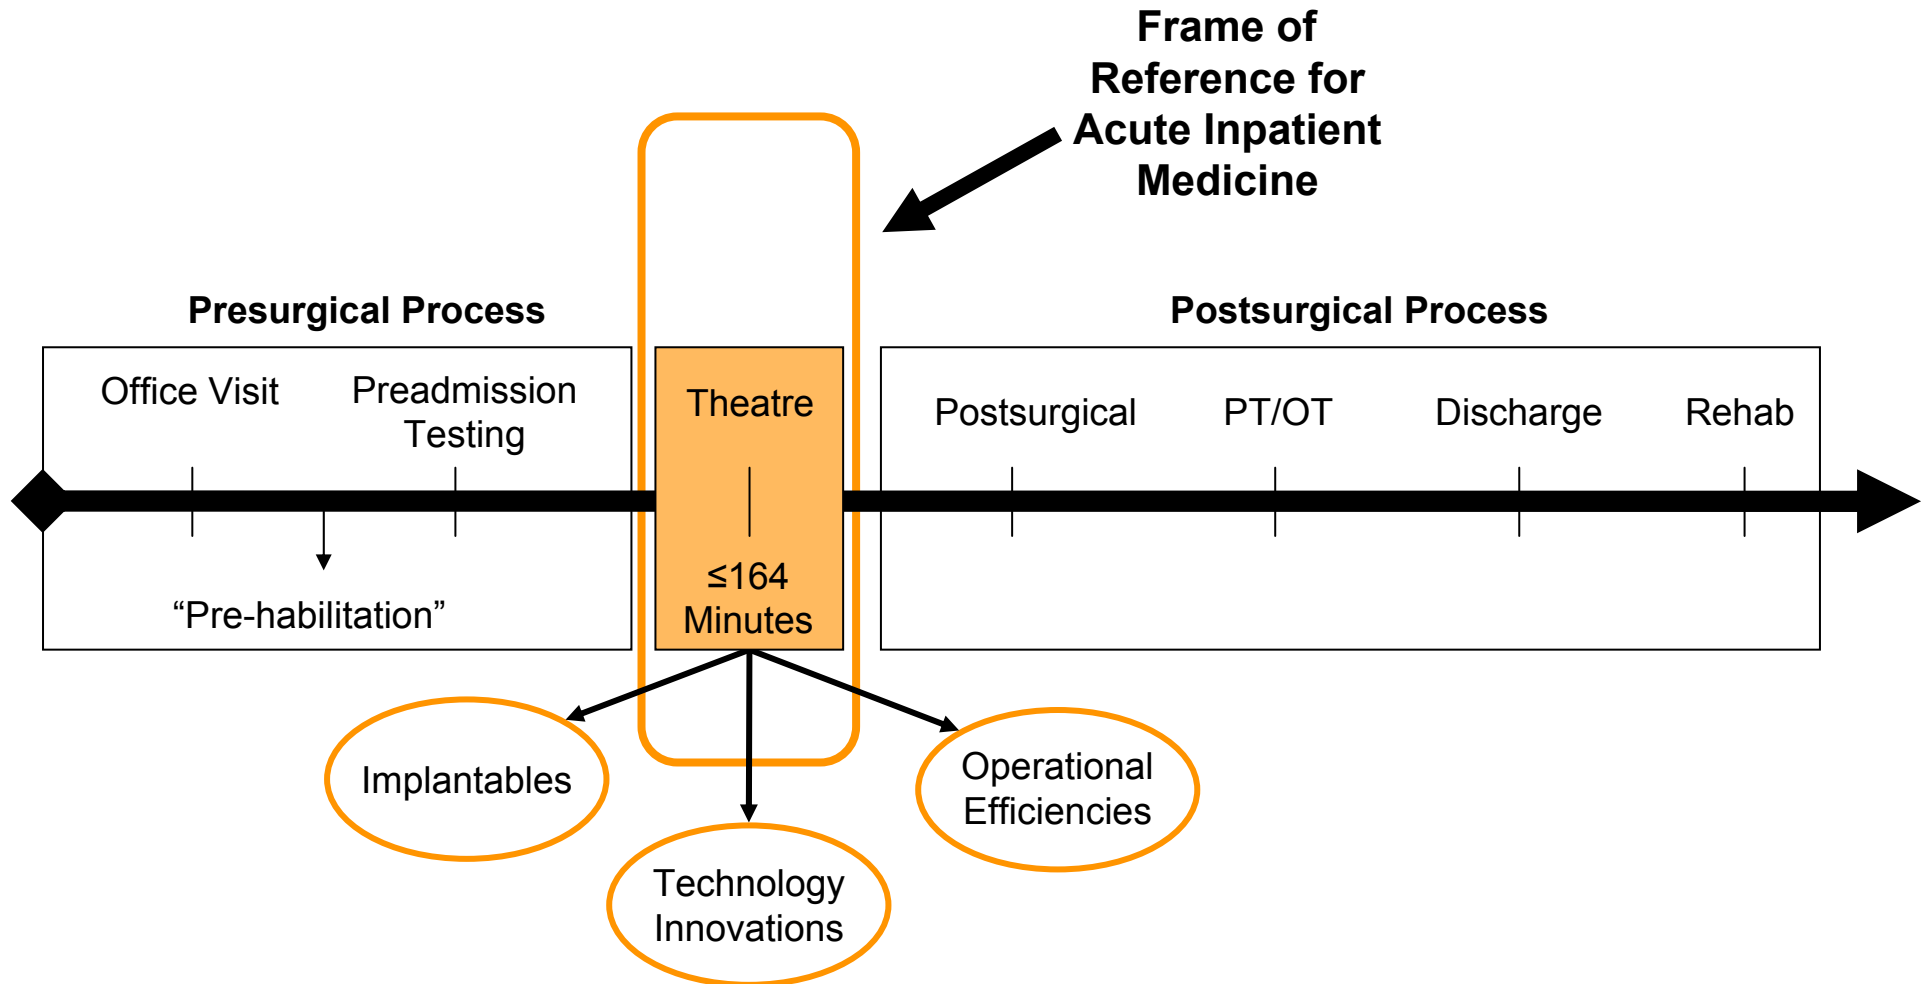 Frame of
Reference for
Acute Inpatient
Medicine
Presurgical Process
Postsurgical Process
Office Visit
Preadmission
Testing
Theatre
Postsurgical
PT/OT
Discharge
Rehab
≤164
Minutes
“Pre-habilitation”
Implantables
Operational
Efficiencies
Technology
Innovations